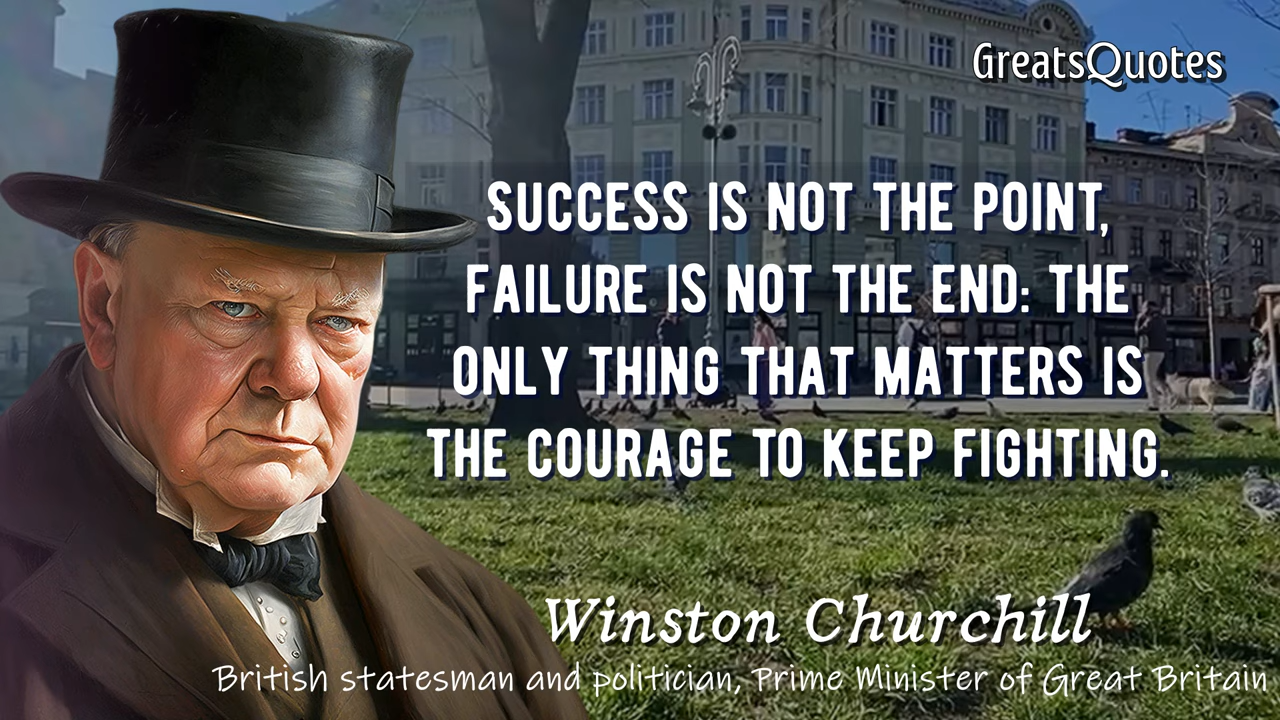 GreatsQuotes
SUCCESS IS NOT THE POINT,
FAILURE IS NOT THE END: THE
ONLY THING THAT MATTERS IS
THE COURAGE TO KEEP FIGHTING.
Winston Churchill
British statesman and politician, Prime Minister of Great Britain